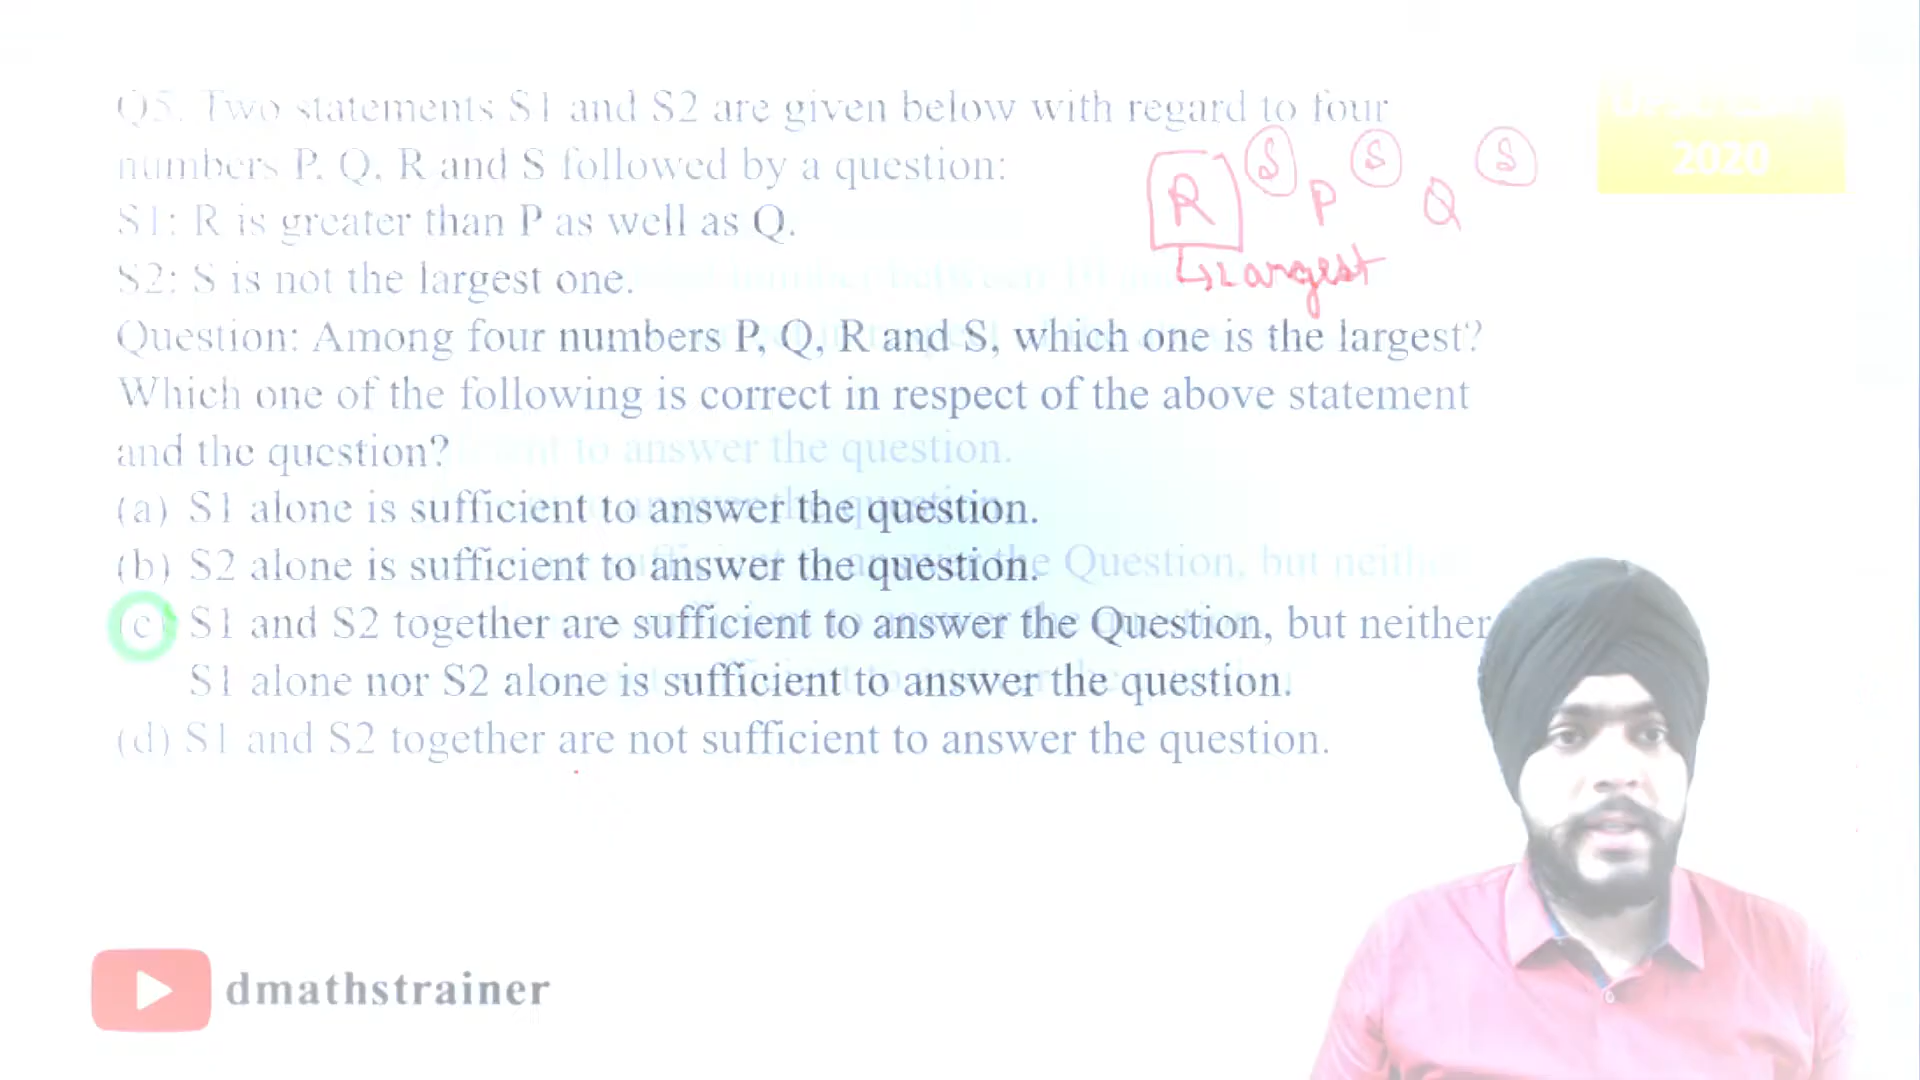 Q5. Two statements S1 and S2 are given below with regard to four
numbers P, Q, R and S followed by a question:
S1: R is greater than P as well as Q.
S2: S is not the largest one.
Question: Among four numbers P, Q, R and S, which one is the largest?
Which one of the following is correct in respect of the above statement
and the question?
(a) S1 alone is sufficient to answer the question.
(b) S2 alone is sufficient to answer the question.
(c) S1 and S2 together are sufficient to answer the Question, but neither
S1 alone nor S2 alone is sufficient to answer the question.
(d) S1 and S2 together are not sufficient to answer the question.
R S P S Q S
Largest
2020
dmathstrainer